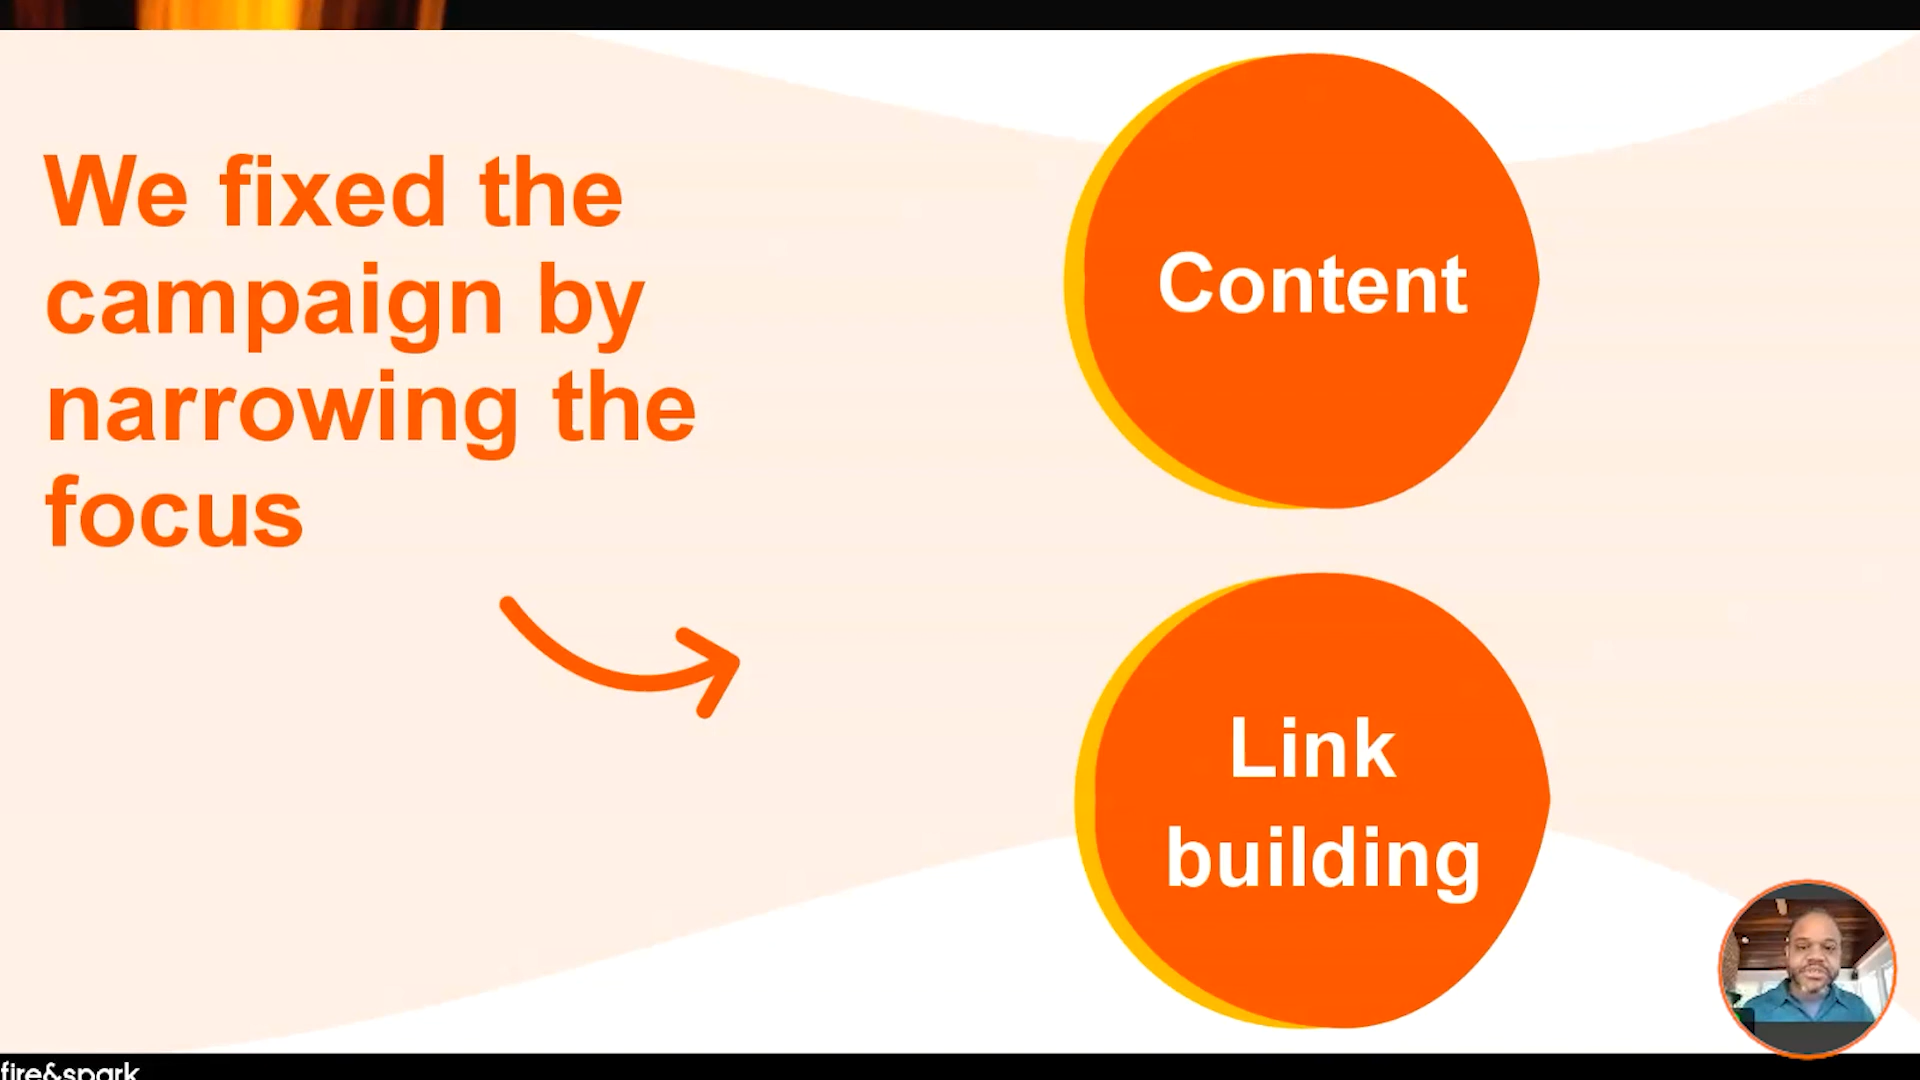 We fixed the
campaign by
narrowing the
focus
Content
Link
building
fire&spark